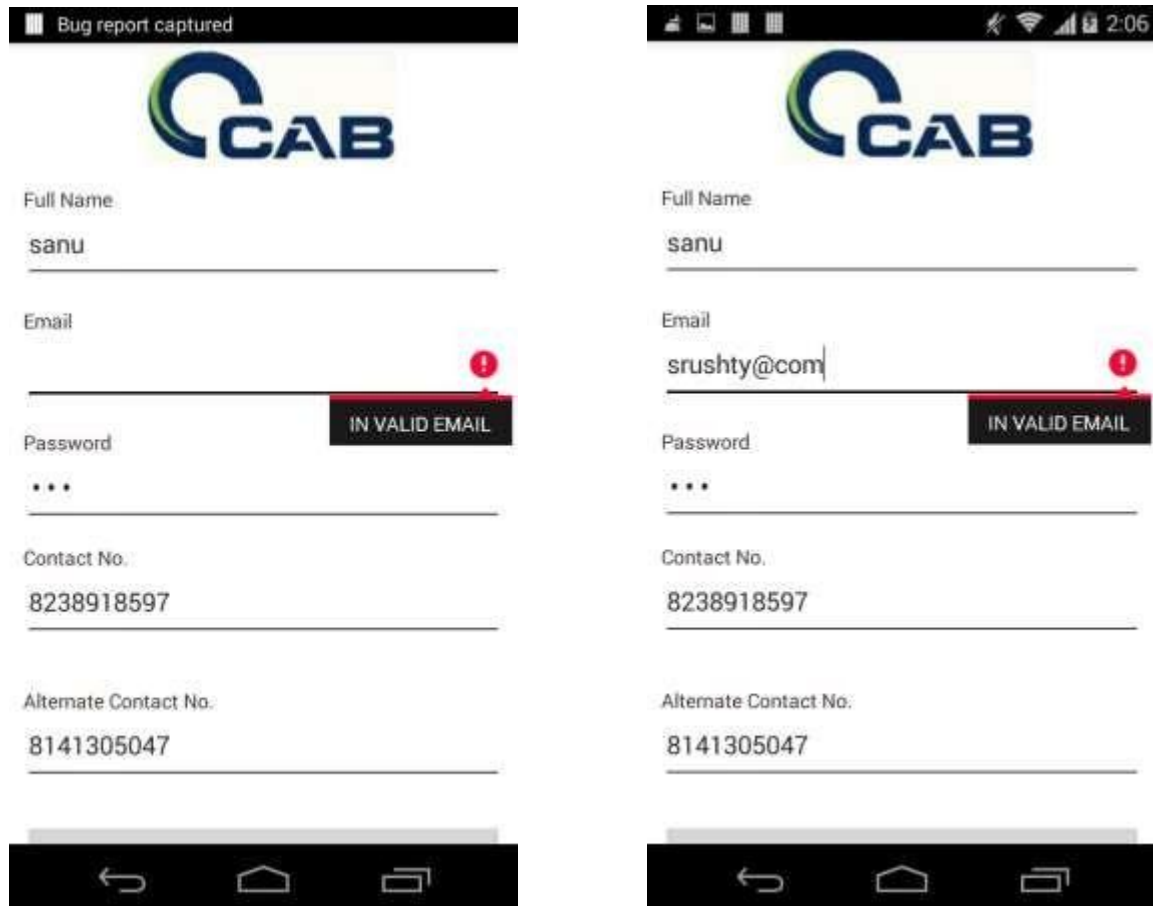 Bug report captured
CAB
Full Name
sanu
Email
IN VALID EMAIL
Password
•••
Contact No.
8238918597
Alternate Contact No.
8141305047
2:06
CAB
Full Name
sanu
Email
srushty@com
IN VALID EMAIL
Password
•••
Contact No.
8238918597
Alternate Contact No.
8141305047